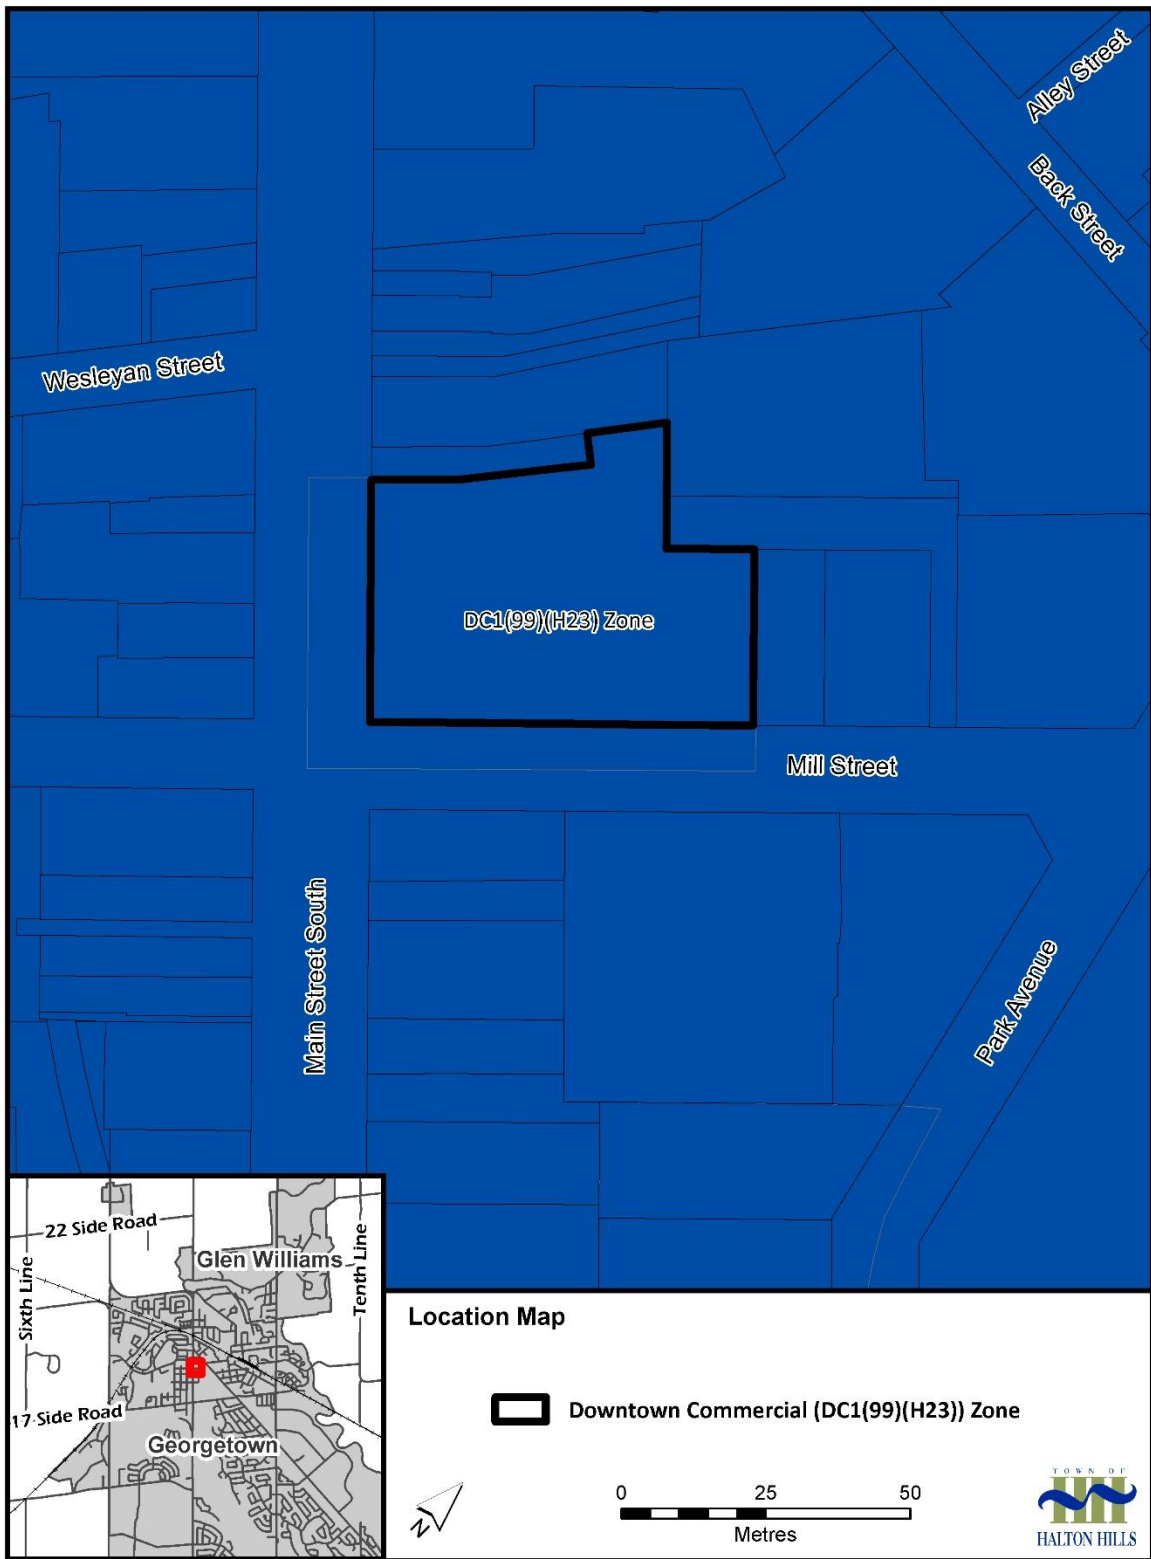 Alley Street
Back Street
Wesleyan Street
DC1(99)(H23) Zone
Mill Street
Main Street South
Park Avenue
22 Side Road
Glen Williams
Sixth Line
Tenth Line
17 Side Road
Georgetown
Location Map
Downtown Commercial (DC1(99)(H23)) Zone
N
0 25 50
Metres
TOWN OF
HALTON HILLS